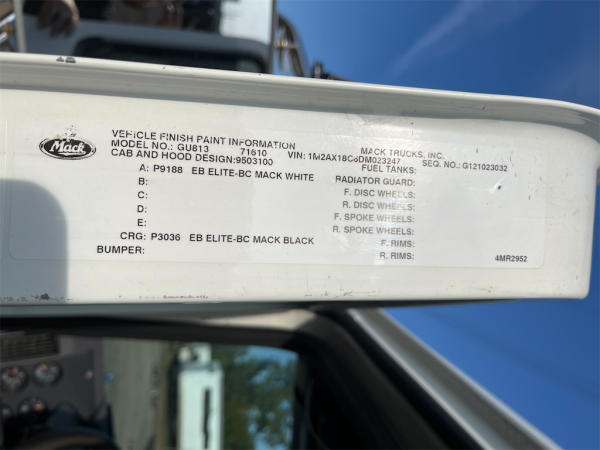 Mack
VEHICLE FINISH PAINT INFORMATION MACK TRUCKS, INC.
MODEL NO.: GU813 71610 VIN: 1M2AX18C6DM023247 SEQ. NO.: G121023032
CAB AND HOOD DESIGN:9503100 FUEL TANKS:
A: P9188 EB ELITE-BC MACK WHITE RADIATOR GUARD:
B: F. DISC WHEELS:
C: R. DISC WHEELS:
D: F. SPOKE WHEELS:
E: R. SPOKE WHEELS:
CRG: P3036 EB ELITE-BC MACK BLACK F. RIMS:
BUMPER: R. RIMS: 4MR2952